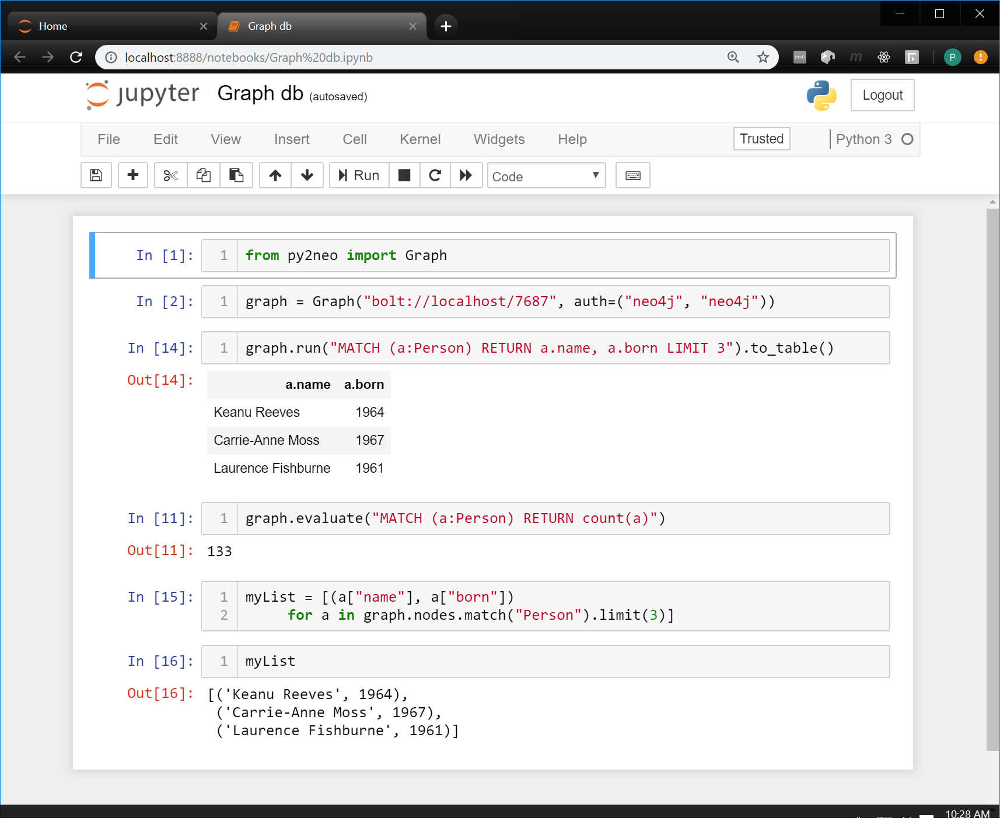 Home
Graph db
localhost:8888/notebooks/Graph%20db.ipynb
{md}
m
P
!
jupyter Graph db (autosaved)
Logout
File Edit View Insert Cell Kernel Widgets Help
Trusted
Python 3
Run
Code
In [1]: 1 from py2neo import Graph
In [2]: 1 graph = Graph("bolt://localhost/7687", auth=("neo4j", "neo4j"))
In [14]: 1 graph.run("MATCH (a:Person) RETURN a.name, a.born LIMIT 3").to_table()
Out[14]:
a.name a.born
Keanu Reeves 1964
Carrie-Anne Moss 1967
Laurence Fishburne 1961
In [11]: 1 graph.evaluate("MATCH (a:Person) RETURN count(a)")
Out[11]: 133
In [15]: 1 myList = [(a["name"], a["born"])
2 for a in graph.nodes.match("Person").limit(3)]
In [16]: 1 myList
Out[16]: [('Keanu Reeves', 1964),
('Carrie-Anne Moss', 1967),
('Laurence Fishburne', 1961)]
10:28 AM